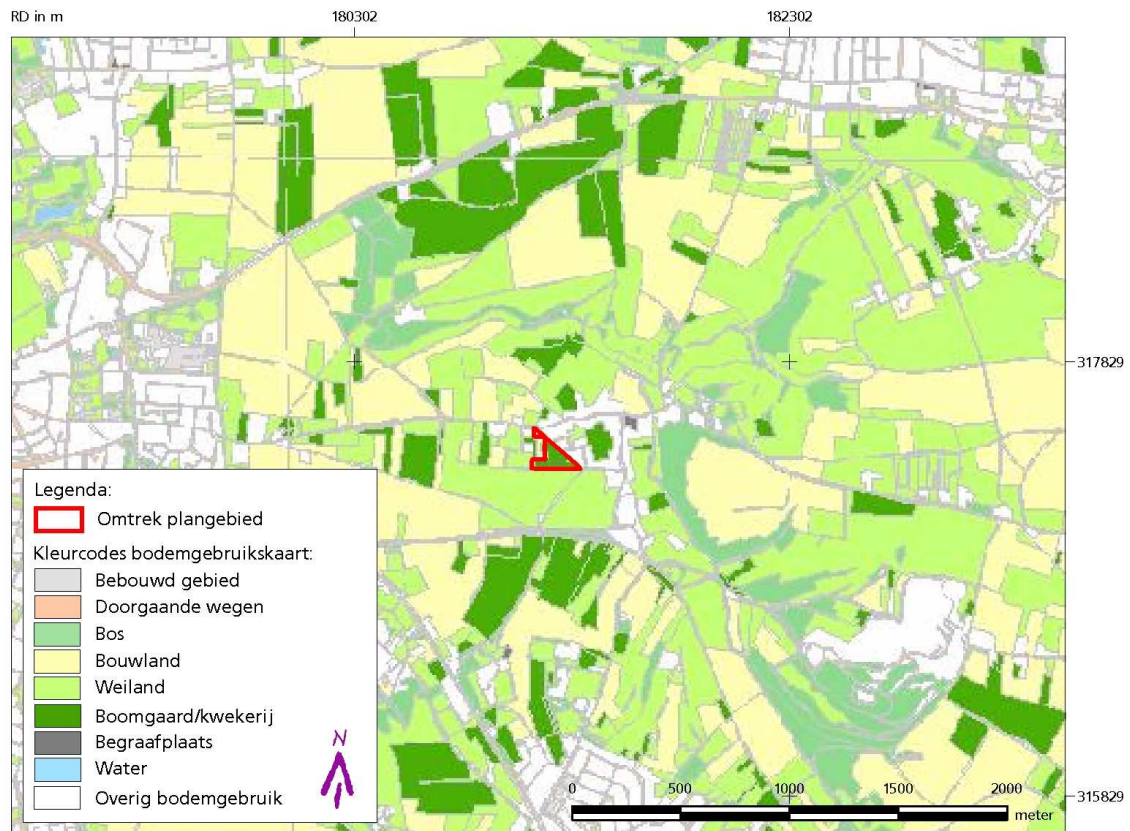 RD in m
180302
182302
317829
Legenda:
Omtrek plangebied
Kleurcodes bodemgebruikskaart:
Bebouwd gebied
Doorgaande wegen
Bos
Bouwland
Weiland
Boomgaard/kwekerij
Begraafplaats
Water
Overig bodemgebruik
N
0 500 1000 1500 2000
meter
315829